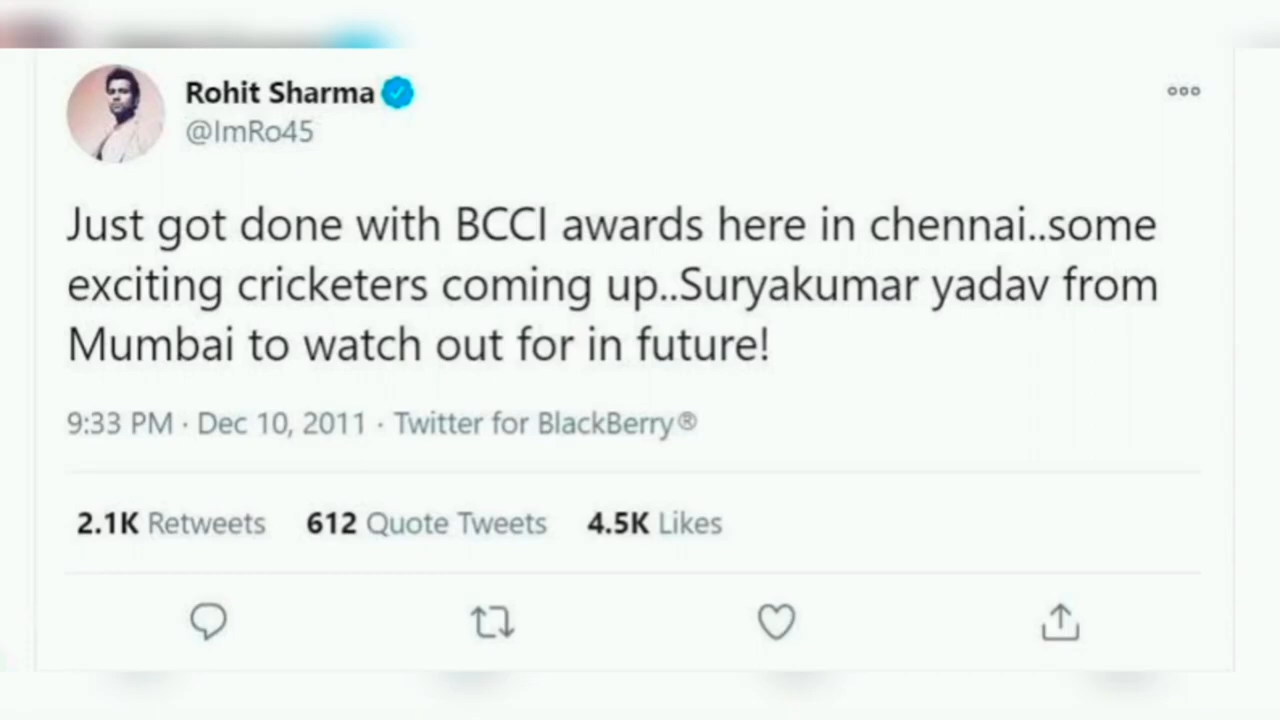 Rohit Sharma
@ImRo45
Just got done with BCCI awards here in chennai..some
exciting cricketers coming up..Suryakumar yadav from
Mumbai to watch out for in future!
9:33 PM · Dec 10, 2011 · Twitter for BlackBerry®
2.1K Retweets 612 Quote Tweets 4.5K Likes